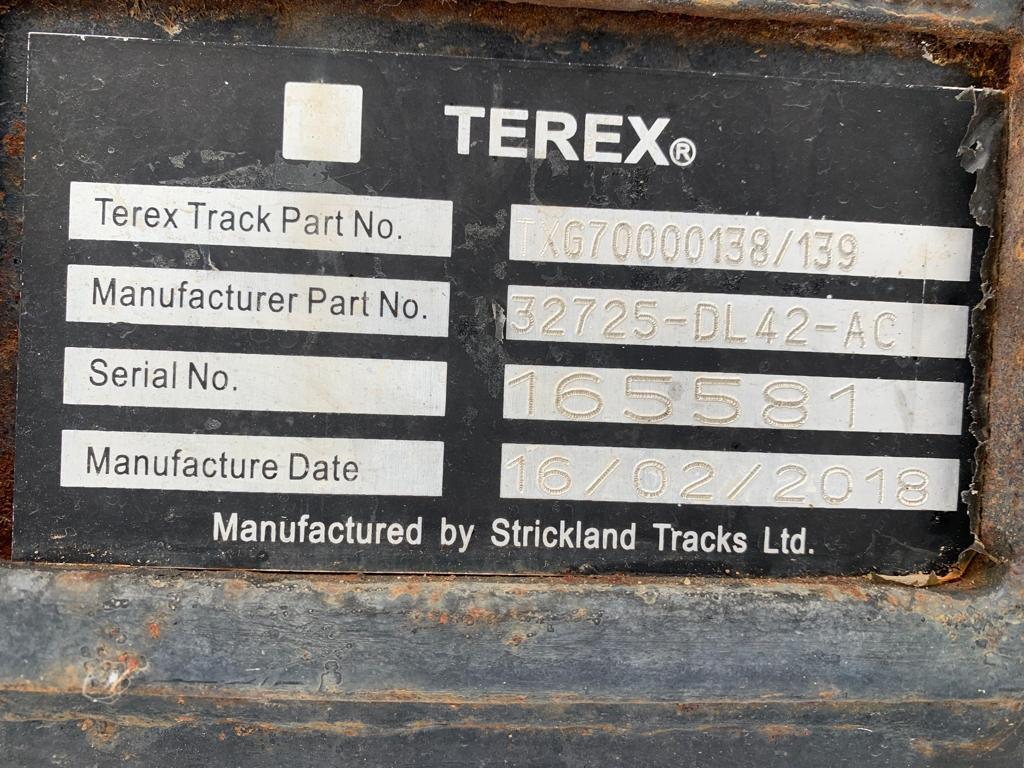 TEREX®
Terex Track Part No. TXG70000138/139
Manufacturer Part No. 32725-DL42-AC
Serial No. 165581
Manufacture Date 16/02/2018
Manufactured by Strickland Tracks Ltd.